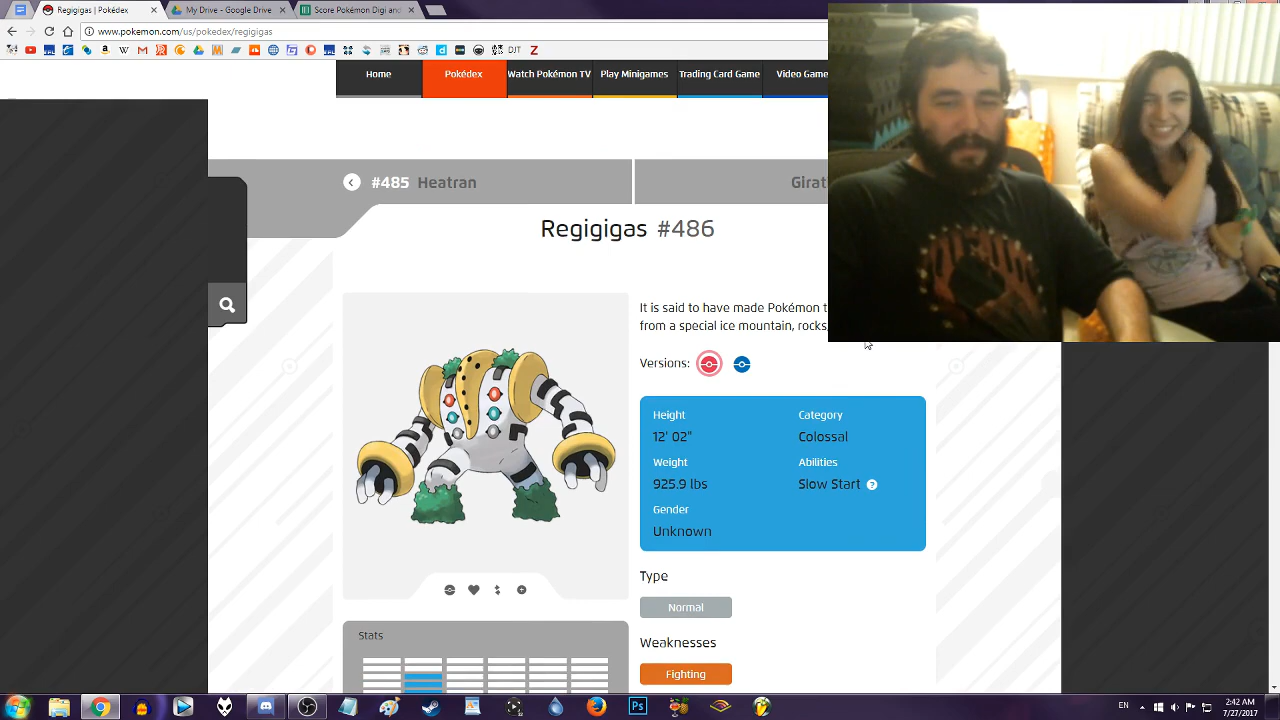 Regigigas | Pokédex
My Drive - Google Drive
Score Pokémon Digi and
www.pokemon.com/us/pokedex/regigigas
DJT
Home
Pokédex
Watch Pokémon TV
Play Minigames
Trading Card Game
Video Game
#485 Heatran
Girat
Regigigas #486
It is said to have made Pokémon t
from a special ice mountain, rocks,
Versions:
Height
12' 02"
Category
Colossal
Weight
925.9 lbs
Abilities
Slow Start
Gender
Unknown
Type
Normal
Weaknesses
Fighting
Stats
EN
2:42 AM
7/27/2017